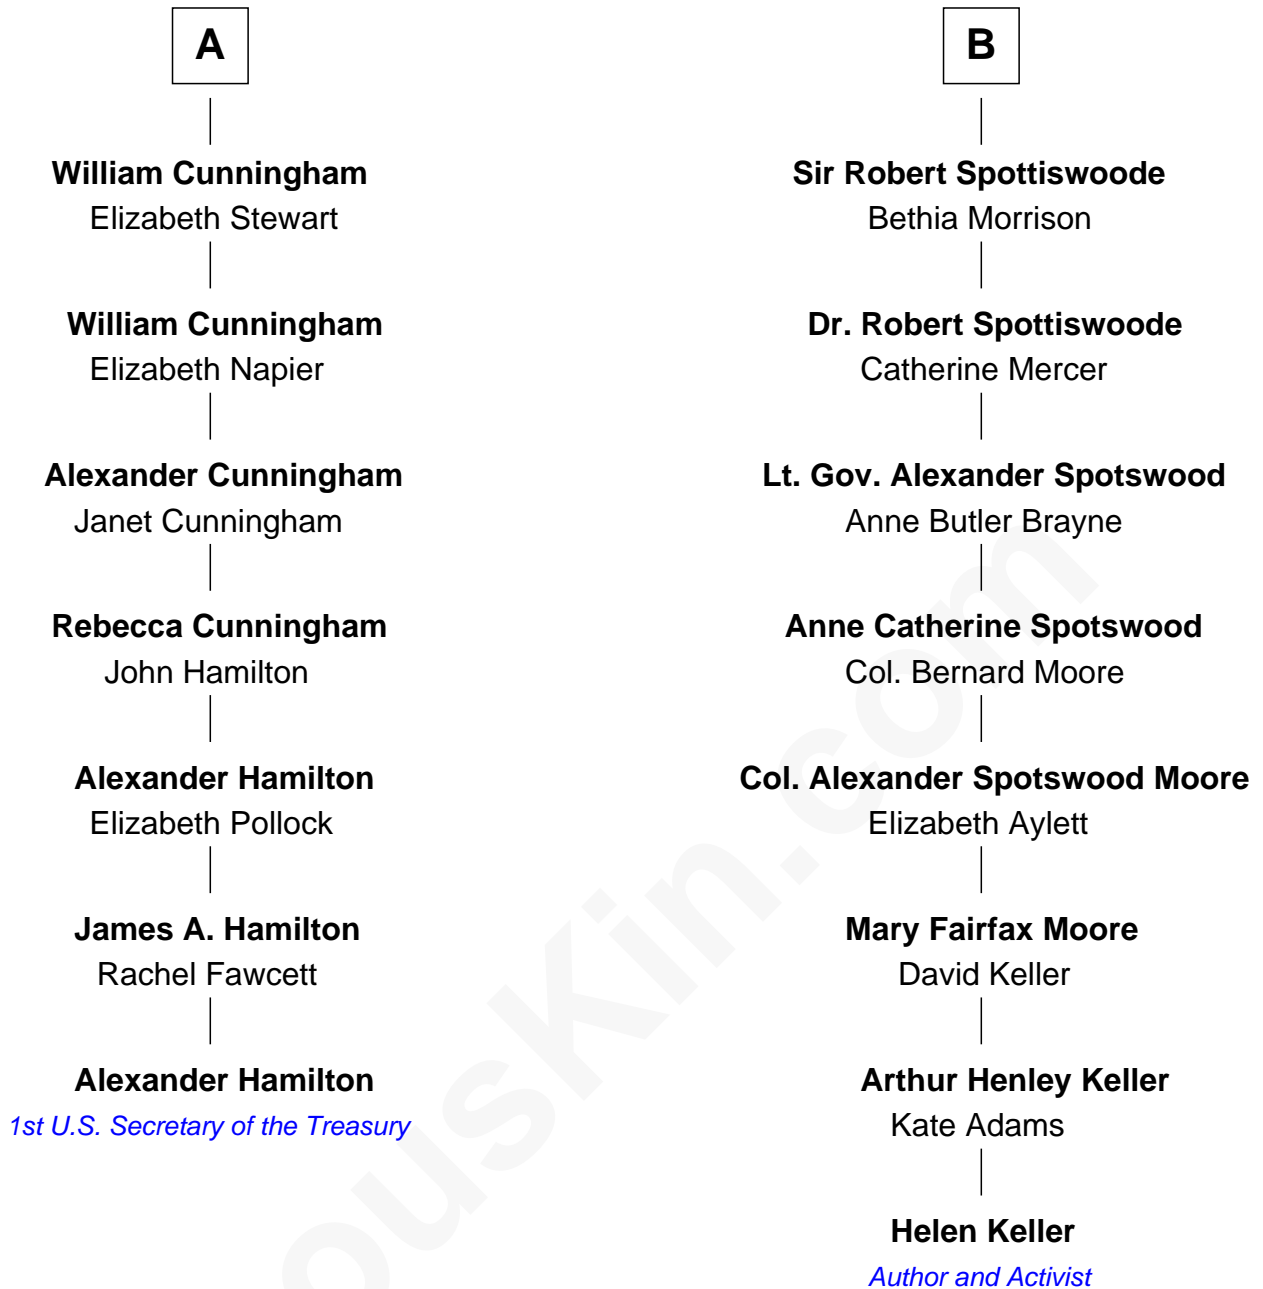 A
William Cunningham
Elizabeth Stewart
William Cunningham
Elizabeth Napier
Alexander Cunningham
Janet Cunningham
Rebecca Cunningham
John Hamilton
Alexander Hamilton
Elizabeth Pollock
James A. Hamilton
Rachel Fawcett
Alexander Hamilton
1st U.S. Secretary of the Treasury
B
Sir Robert Spottiswoode
Bethia Morrison
Dr. Robert Spottiswoode
Catherine Mercer
Lt. Gov. Alexander Spotswood
Anne Butler Brayne
Anne Catherine Spotswood
Col. Bernard Moore
Col. Alexander Spotswood Moore
Elizabeth Aylett
Mary Fairfax Moore
David Keller
Arthur Henley Keller
Kate Adams
Helen Keller
Author and Activist
ousKin.com